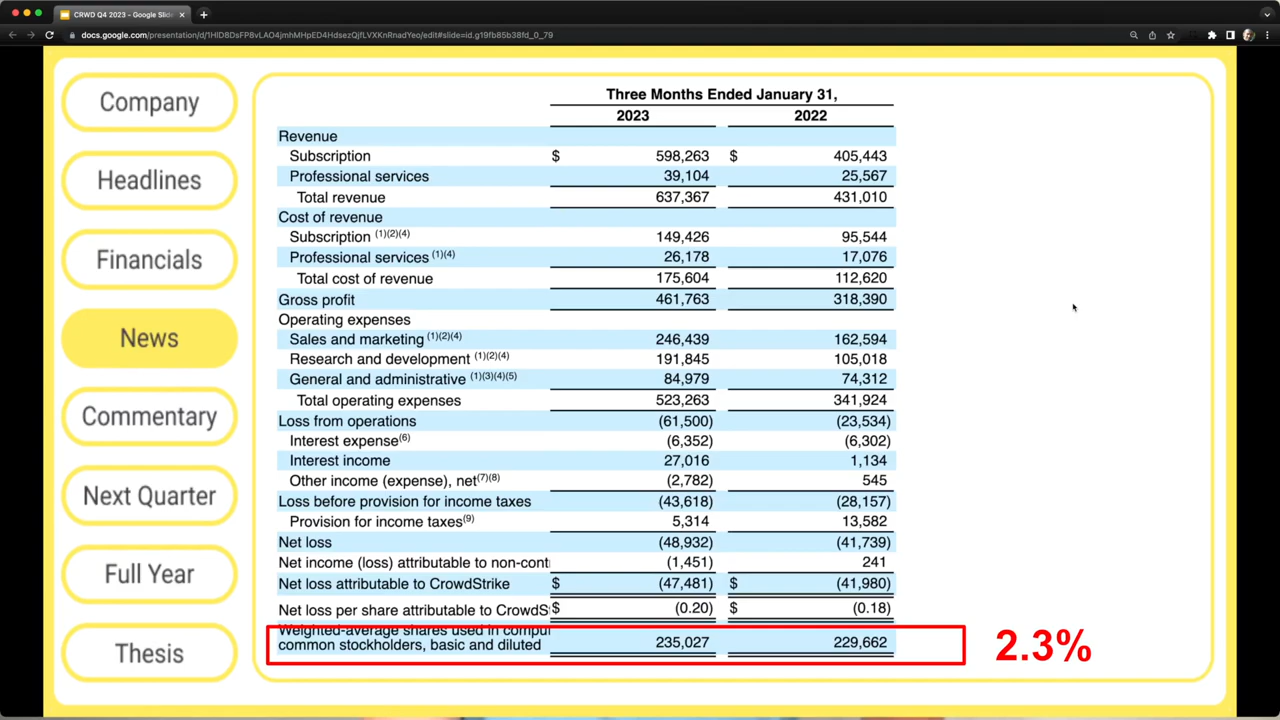 CRWD Q4 2023 – Google Slide
docs.google.com/presentation/d/1HlD8DsFP8vLAO4jmhMHpED4HdsezQjfLVXKnRnadYeo/edit#slide=id.g19fb85b38fd_0_79
Company
Headlines
Financials
News
Commentary
Next Quarter
Full Year
Thesis
Three Months Ended January 31,
2023 2022
Revenue
Subscription $ 598,263 $ 405,443
Professional services 39,104 25,567
Total revenue 637,367 431,010
Cost of revenue
Subscription (1)(2)(4) 149,426 95,544
Professional services (1)(4) 26,178 17,076
Total cost of revenue 175,604 112,620
Gross profit 461,763 318,390
Operating expenses
Sales and marketing (1)(2)(4) 246,439 162,594
Research and development (1)(2)(4) 191,845 105,018
General and administrative (1)(3)(4)(5) 84,979 74,312
Total operating expenses 523,263 341,924
Loss from operations (61,500) (23,534)
Interest expense(6) (6,352) (6,302)
Interest income 27,016 1,134
Other income (expense), net(7)(8) (2,782) 545
Loss before provision for income taxes (43,618) (28,157)
Provision for income taxes(9) 5,314 13,582
Net loss (48,932) (41,739)
Net income (loss) attributable to non-cont (1,451) 241
Net loss attributable to CrowdStrike $ (47,481) $ (41,980)
Net loss per share attributable to CrowdSt $ (0.20) $ (0.18)
Weighted-average shares used in comput
common stockholders, basic and diluted 235,027 229,662
2.3%